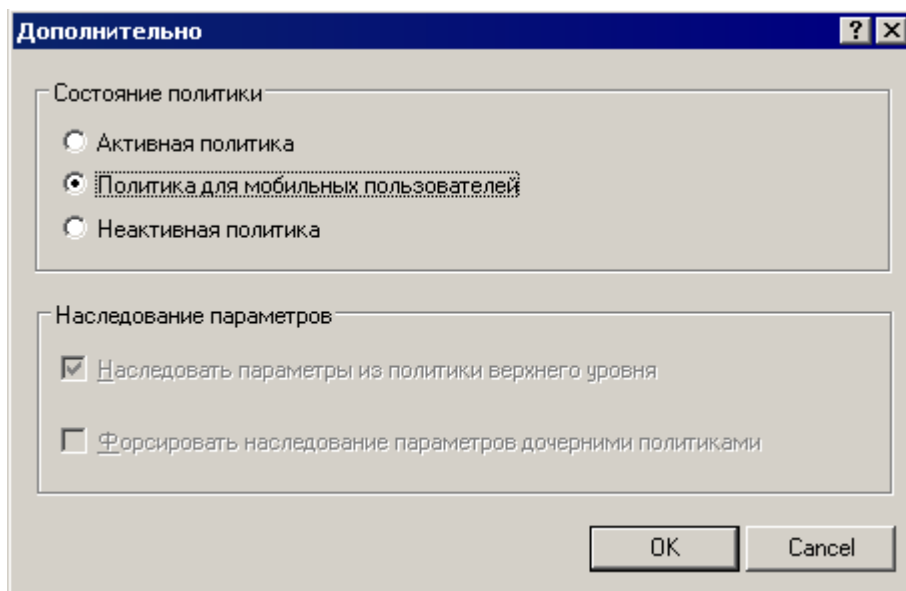 Дополнительно
Состояние политики
Активная политика
Политика для мобильных пользователей
Неактивная политика
Наследование параметров
Наследовать параметры из политики верхнего уровня
Форсировать наследование параметров дочерними политиками
OK Cancel